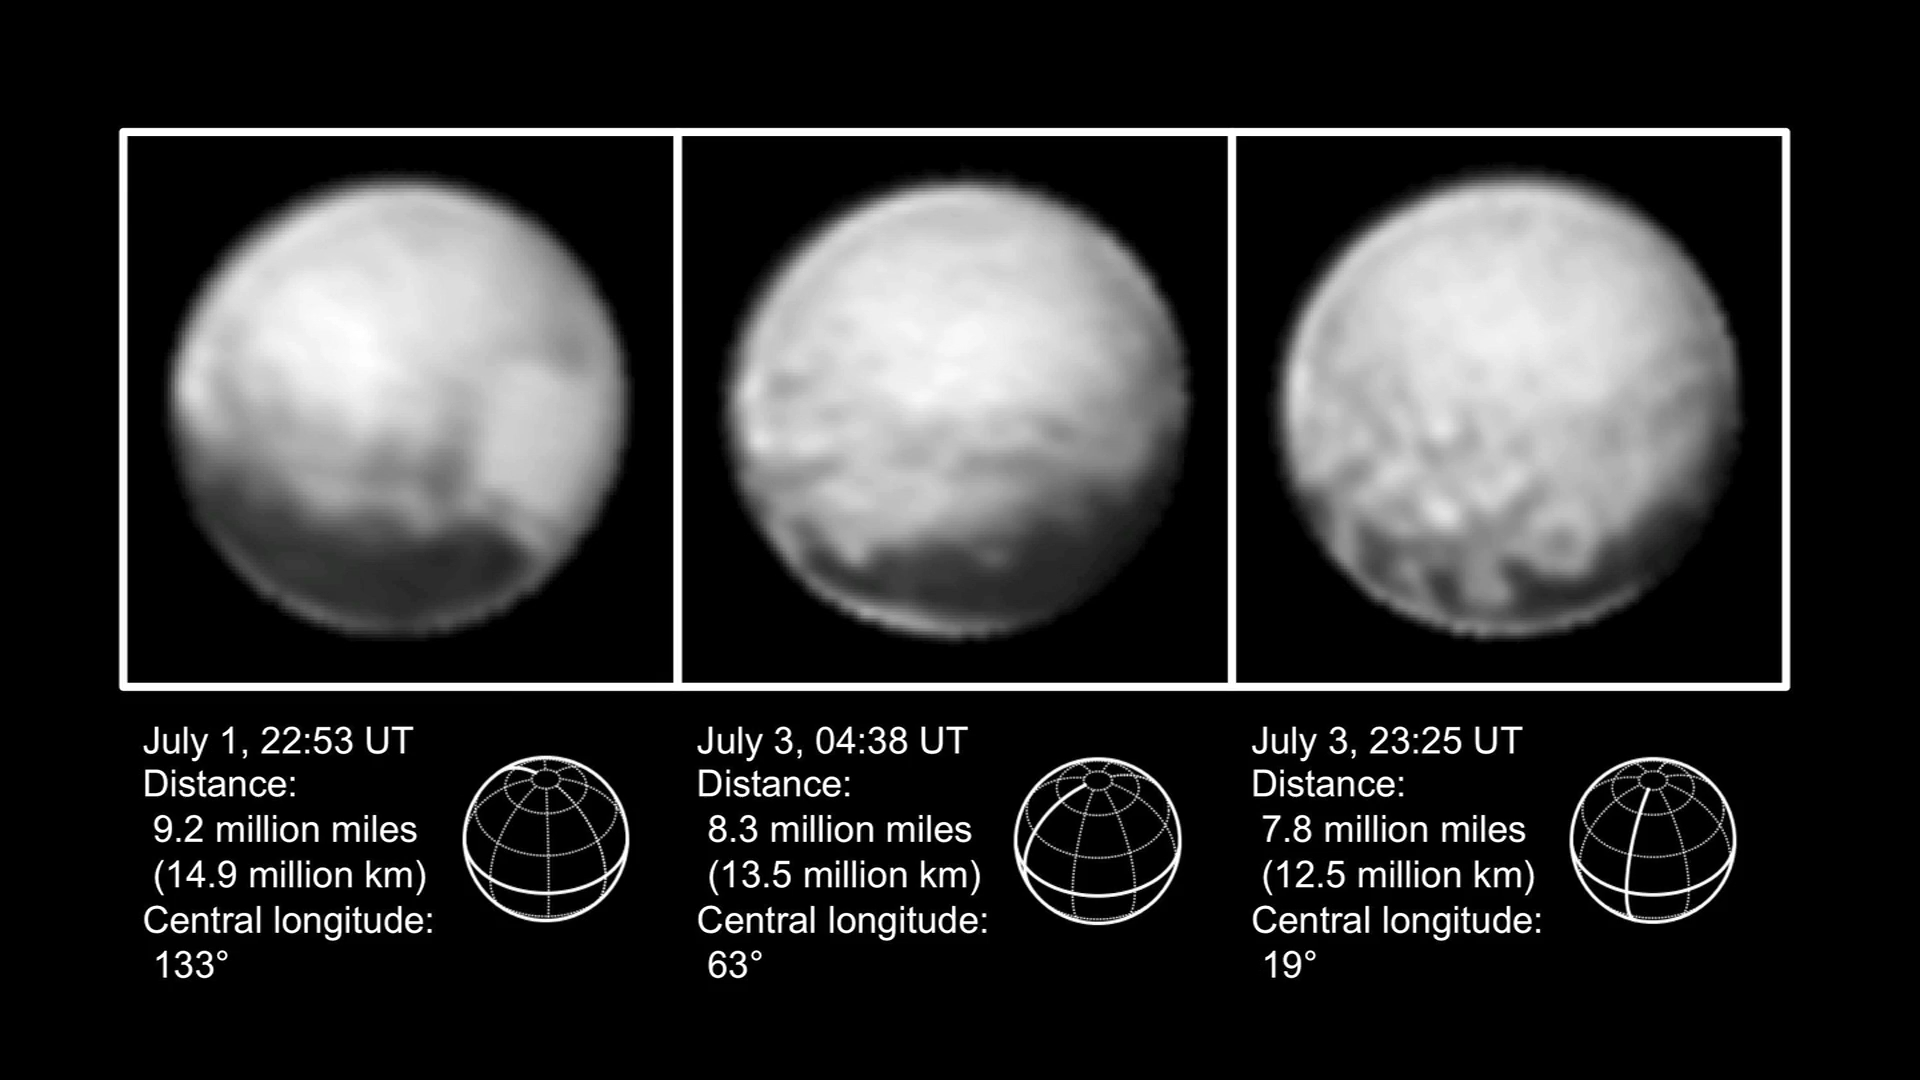 July 1, 22:53 UT
Distance:
9.2 million miles
(14.9 million km)
Central longitude:
133°
July 3, 04:38 UT
Distance:
8.3 million miles
(13.5 million km)
Central longitude:
63°
July 3, 23:25 UT
Distance:
7.8 million miles
(12.5 million km)
Central longitude:
19°